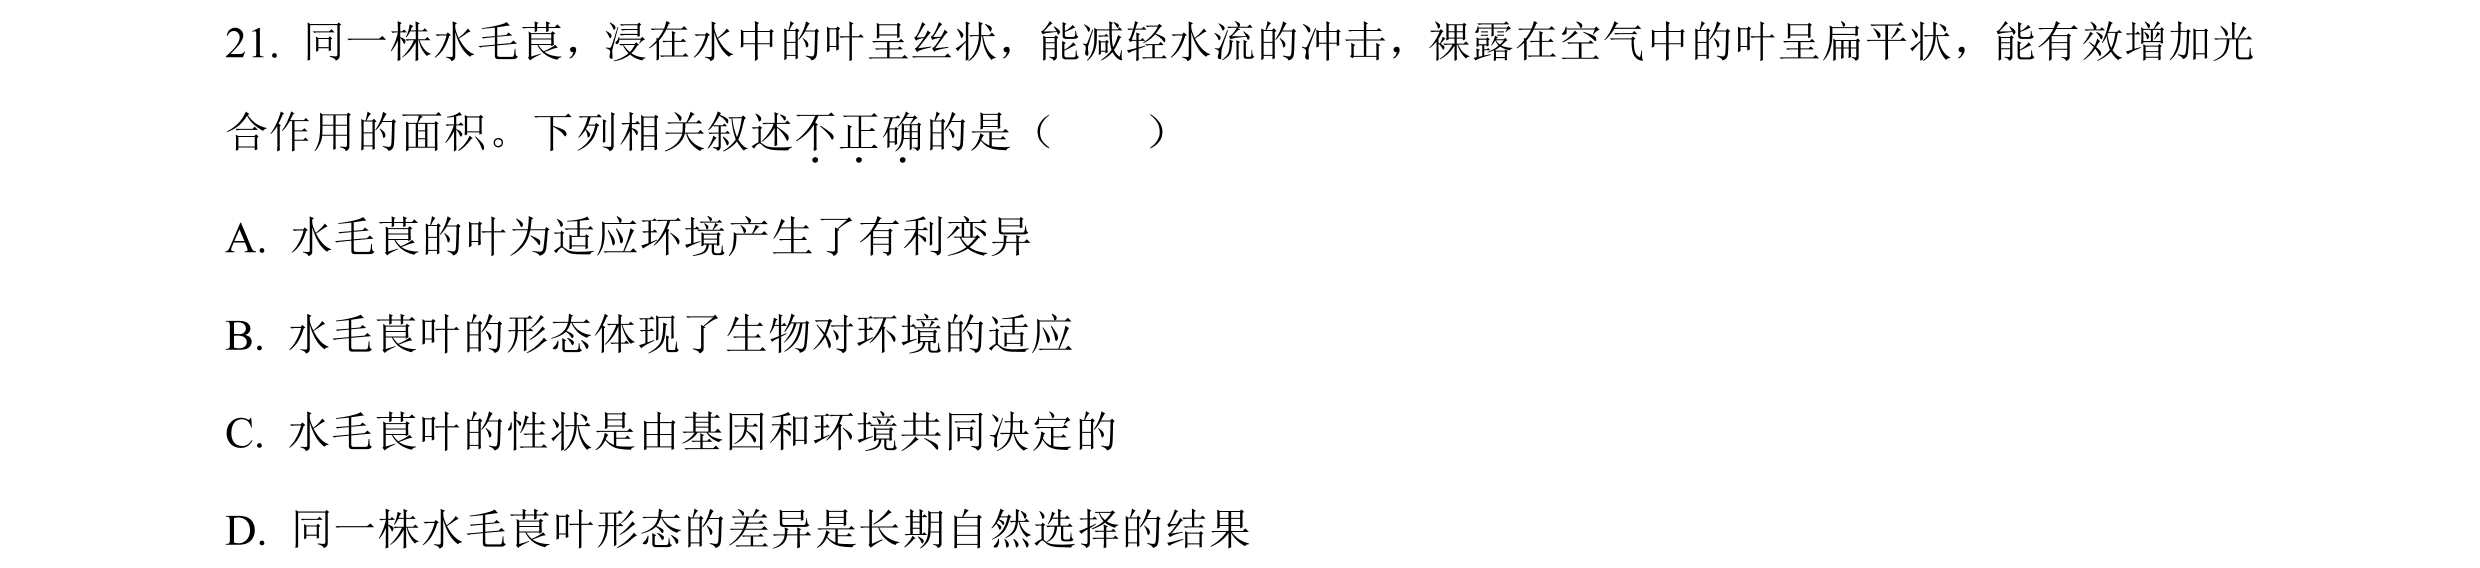 21. 同一株水毛茛，浸在水中的叶呈丝状，能减轻水流的冲击，裸露在空气中的叶呈扁平状，能有效增加光
合作用的面积。下列相关叙述不正确的是（　　）
A. 水毛茛的叶为适应环境产生了有利变异
B. 水毛茛叶的形态体现了生物对环境的适应
C. 水毛茛叶的性状是由基因和环境共同决定的
D. 同一株水毛茛叶形态的差异是长期自然选择的结果